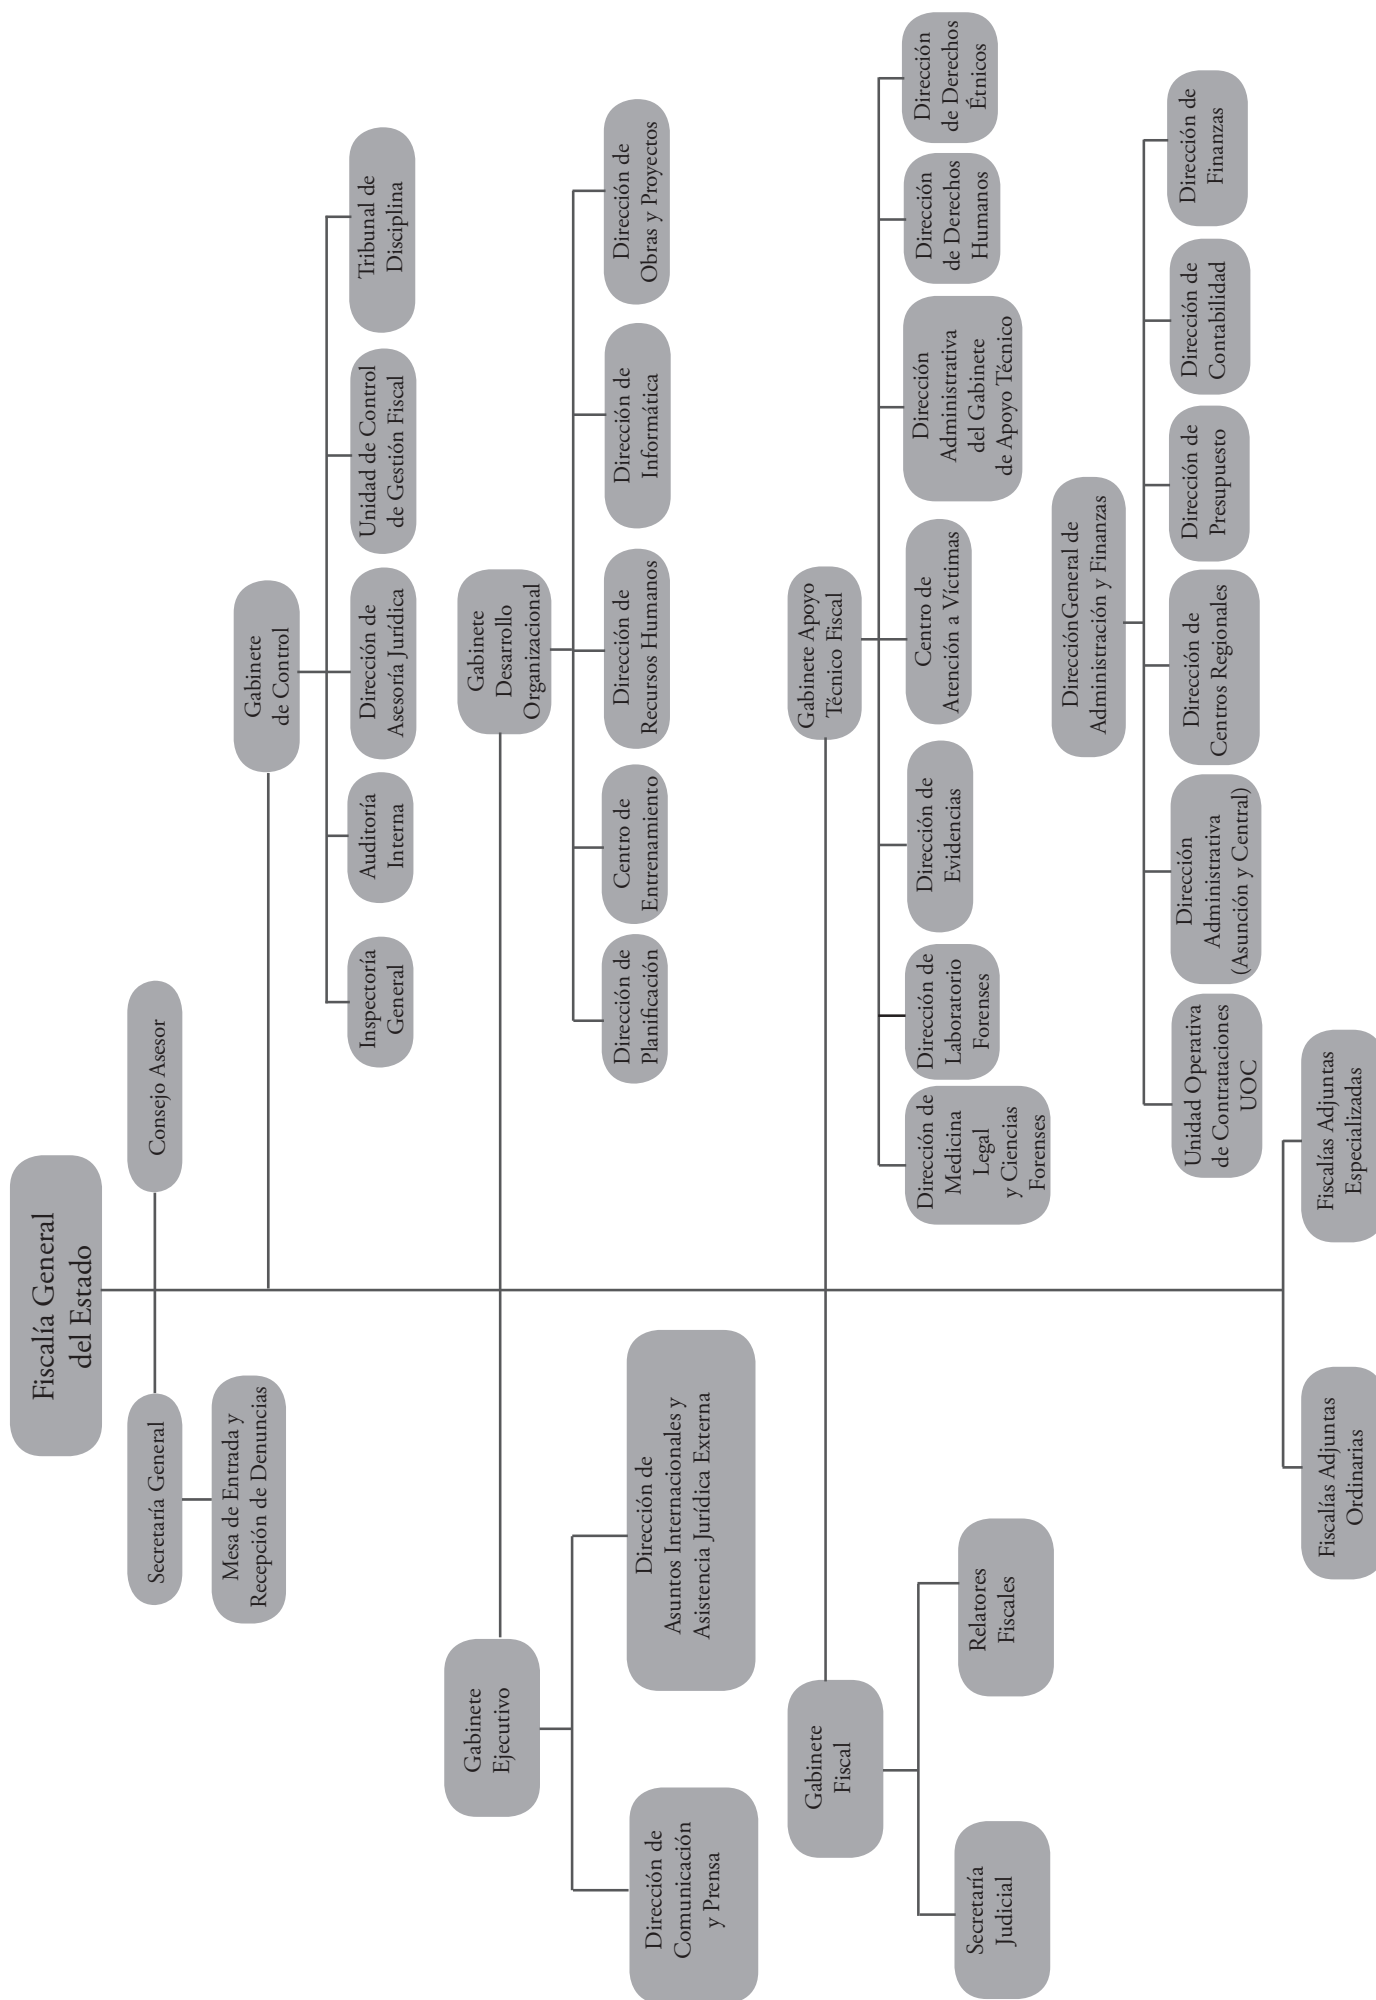 Fiscalía General
del Estado
Secretaría General
Consejo Asesor
Mesa de Entrada y
Recepción de Denuncias
Gabinete
de Control
Inspectoría
General
Auditoría
Interna
Dirección de
Asesoría Jurídica
Unidad de Control
de Gestión Fiscal
Tribunal de
Disciplina
Gabinete
Ejecutivo
Dirección de
Comunicación
y Prensa
Dirección de
Asuntos Internacionales y
Asistencia Jurídica Externa
Gabinete
Desarrollo
Organizacional
Dirección de
Planificación
Centro de
Entrenamiento
Dirección de
Recursos Humanos
Dirección de
Informática
Dirección de
Obras y Proyectos
Gabinete
Fiscal
Secretaría
Judicial
Relatores
Fiscales
Gabinete Apoyo
Técnico Fiscal
Dirección de
Medicina
Legal
y Ciencias
Forenses
Dirección de
Laboratorio
Forenses
Dirección de
Evidencias
Centro de
Atención a Víctimas
Dirección
Administrativa
del Gabinete
de Apoyo Técnico
Dirección
de Derechos
Humanos
Dirección
de Derechos
Étnicos
Dirección General de
Administración y Finanzas
Unidad Operativa
de Contrataciones
UOC
Dirección
Administrativa
(Asunción y Central)
Dirección de
Centros Regionales
Dirección de
Presupuesto
Dirección de
Contabilidad
Dirección de
Finanzas
Fiscalías Adjuntas
Ordinarias
Fiscalías Adjuntas
Especializadas